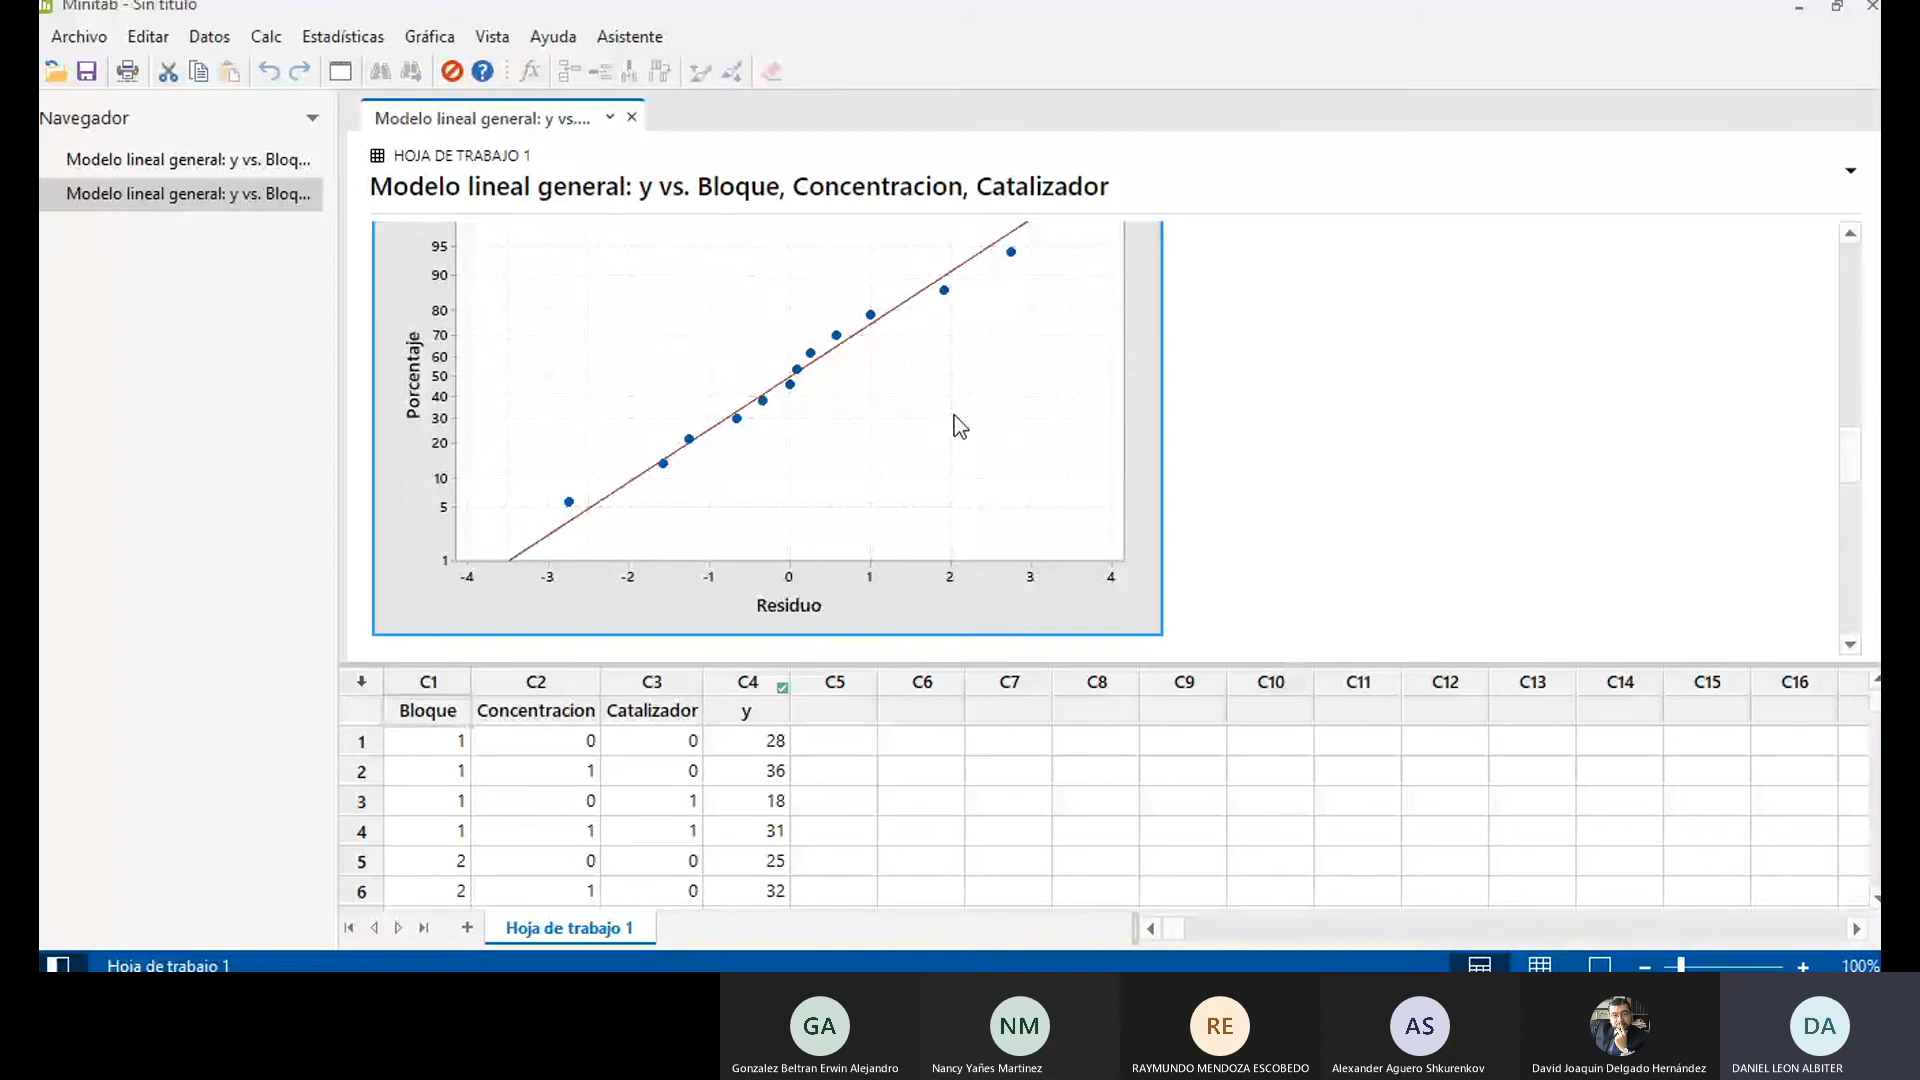 Minitab - Sin título
Archivo Editar Datos Calc Estadísticas Gráfica Vista Ayuda Asistente
Navegador
Modelo lineal general: y vs. Bloq...
Modelo lineal general: y vs. Bloq...
Modelo lineal general: y vs....
HOJA DE TRABAJO 1
Modelo lineal general: y vs. Bloque, Concentracion, Catalizador
95
90
80
70
60
50
40
30
20
10
5
1
Porcentaje
-4 -3 -2 -1 0 1 2 3 4
Residuo
C1 C2 C3 C4 C5 C6 C7 C8 C9 C10 C11 C12 C13 C14 C15 C16
Bloque Concentracion Catalizador y
1 1 0 0 28
2 1 1 0 36
3 1 0 1 18
4 1 1 1 31
5 2 0 0 25
6 2 1 0 32
Hoja de trabajo 1
Hoja de trabajo 1
100%
GA NM RE AS DA
Gonzalez Beltran Erwin Alejandro Nancy Yañes Martinez RAYMUNDO MENDOZA ESCOBEDO Alexander Aguero Shkurenkov David Joaquin Delgado Hernández DANIEL LEON ALBITER